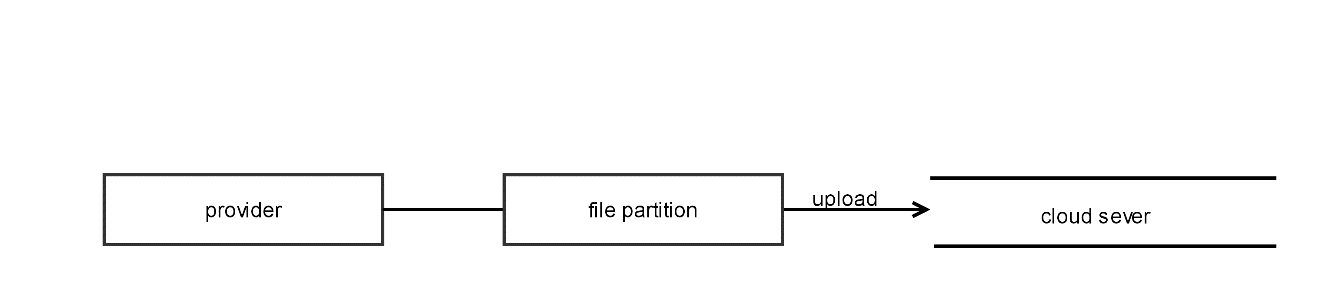 provider
file partition
upload
cloud sever